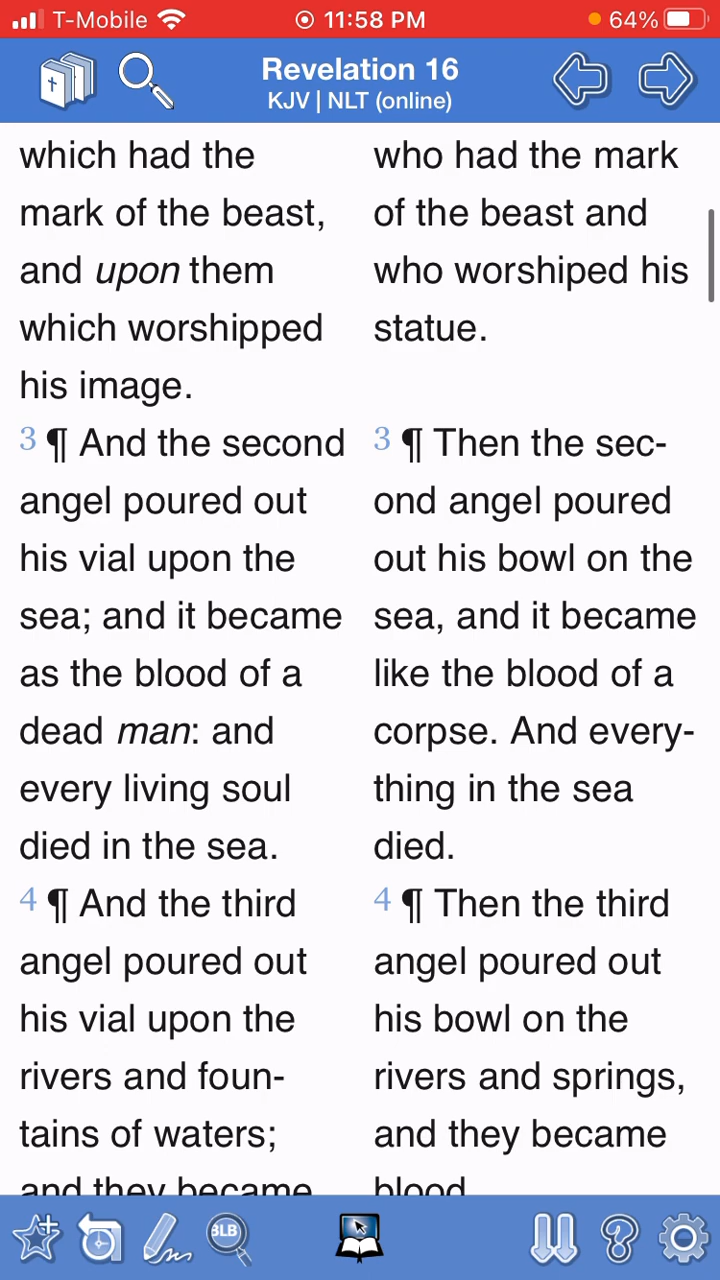 T-Mobile
11:58 PM
64%
Revelation 16
KJV | NLT (online)
which had the
mark of the beast,
and upon them
which worshipped
his image.
3 ¶ And the second
angel poured out
his vial upon the
sea; and it became
as the blood of a
dead man: and
every living soul
died in the sea.
4 ¶ And the third
angel poured out
his vial upon the
rivers and foun-
tains of waters;
and they became
who had the mark
of the beast and
who worshiped his
statue.
3 ¶ Then the sec-
ond angel poured
out his bowl on the
sea, and it became
like the blood of a
corpse. And every-
thing in the sea
died.
4 ¶ Then the third
angel poured out
his bowl on the
rivers and springs,
and they became
blood
BLB